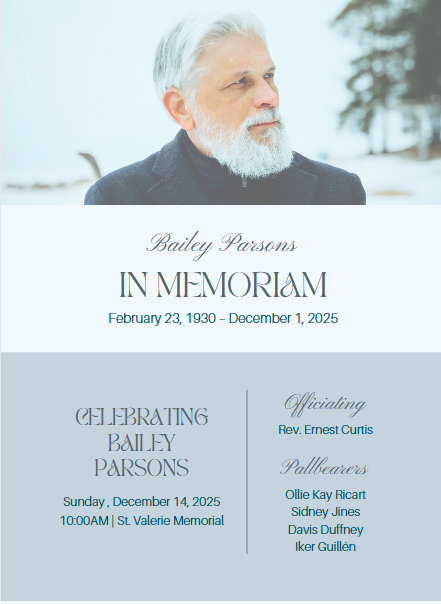 Bailey Parsons
IN MEMORIAM
February 23, 1930 – December 1, 2025
CELEBRATING
BAILEY
PARSONS
Sunday , December 14, 2025
10:00AM | St. Valerie Memorial
Officiating
Rev. Ernest Curtis
Pallbearers
Ollie Kay Ricart
Sidney Jines
Davis Duffney
Iker Guillén